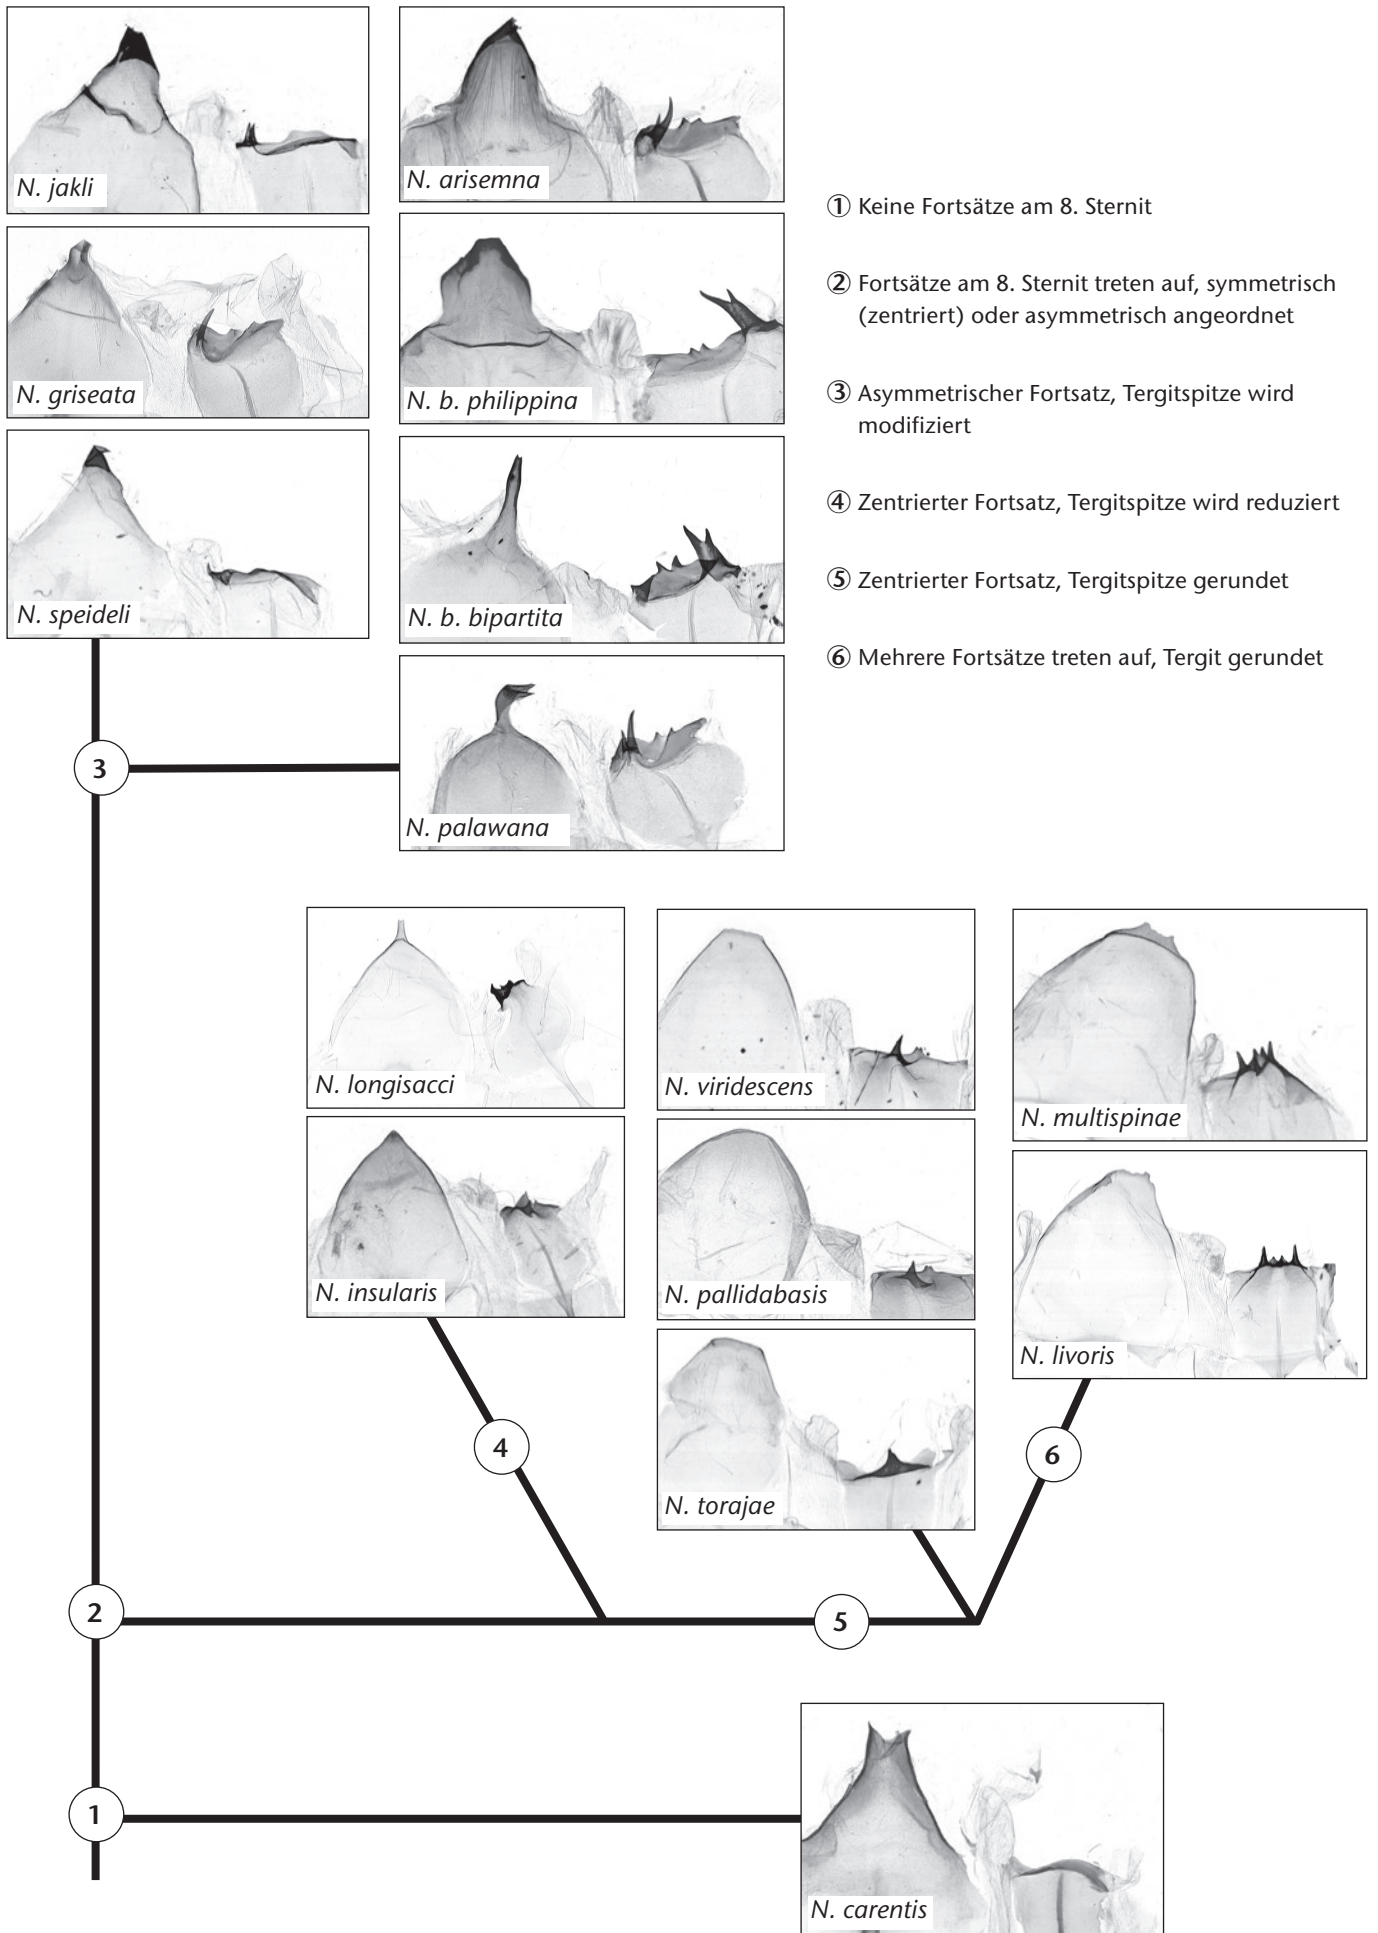 N. jakli
N. arisemna
N. griseata
N. b. philippina
N. speideli
N. b. bipartita
N. palawana
① Keine Fortsätze am 8. Sternit
② Fortsätze am 8. Sternit treten auf, symmetrisch
(zentriert) oder asymmetrisch angeordnet
③ Asymmetrischer Fortsatz, Tergitspitze wird
modifiziert
④ Zentrierter Fortsatz, Tergitspitze wird reduziert
⑤ Zentrierter Fortsatz, Tergitspitze gerundet
⑥ Mehrere Fortsätze treten auf, Tergit gerundet
3
N. longisacci
N. viridescens
N. multispinae
N. insularis
N. pallidabasis
N. livoris
N. torajae
4
6
2
5
1
N. carentis